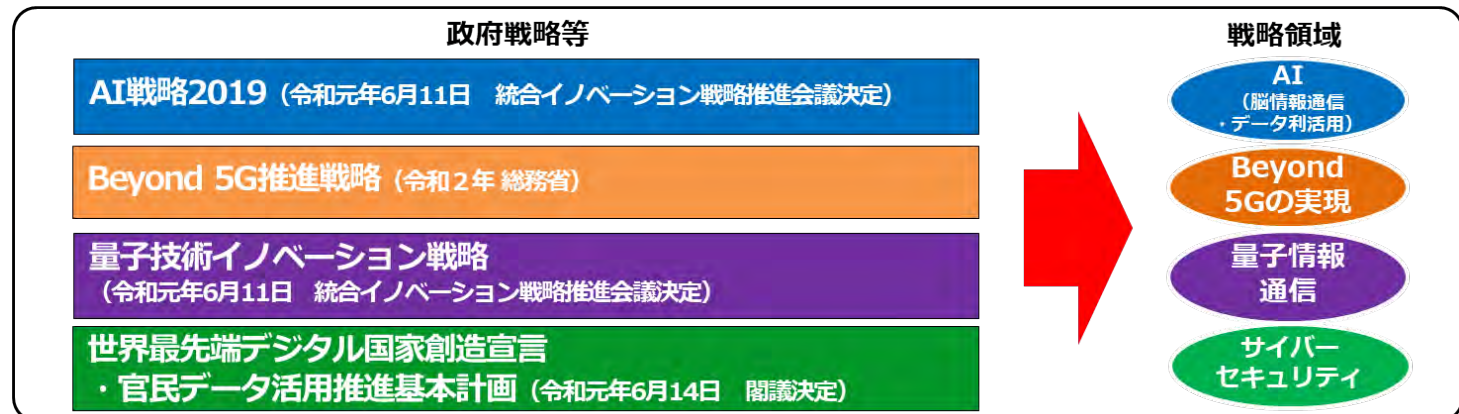 政府戦略等
AI戦略2019（令和元年6月11日　統合イノベーション戦略推進会議決定）
Beyond 5G推進戦略（令和２年 総務省）
量子技術イノベーション戦略
（令和元年6月11日　統合イノベーション戦略推進会議決定）
世界最先端デジタル国家創造宣言
・官民データ活用推進基本計画（令和元年6月14日　閣議決定）
戦略領域
AI
（脳情報通信
・データ利活用）
Beyond
5Gの実現
量子情報
通信
サイバー
セキュリティ